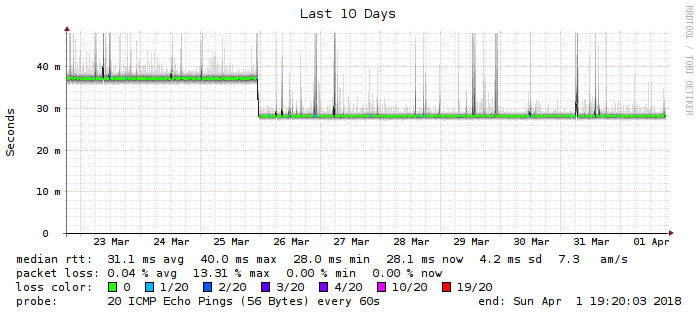 Last 10 Days
RRDTOOL / TOBI OETIKER
Seconds
40 m
30 m
20 m
10 m
0
23 Mar 24 Mar 25 Mar 26 Mar 27 Mar 28 Mar 29 Mar 30 Mar 31 Mar 01 Apr
median rtt: 31.1 ms avg 40.0 ms max 28.0 ms min 28.1 ms now 4.2 ms sd 7.3 am/s
packet loss: 0.04 % avg 13.31 % max 0.00 % min 0.00 % now
loss color: 0 1/20 2/20 3/20 4/20 10/20 19/20
probe: 20 ICMP Echo Pings (56 Bytes) every 60s end: Sun Apr 1 19:20:03 2018